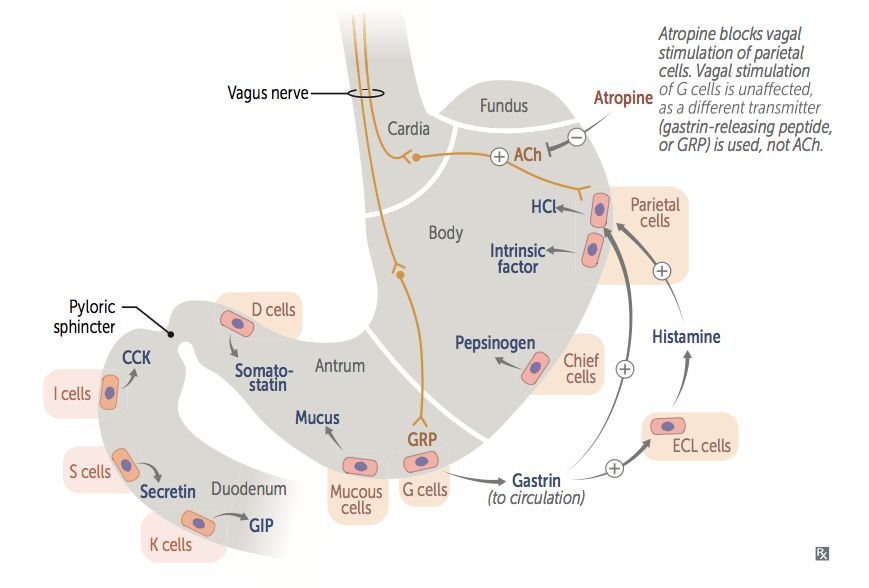 Atropine blocks vagal
stimulation of parietal
cells. Vagal stimulation
of G cells is unaffected,
as a different transmitter
(gastrin-releasing peptide,
or GRP) is used, not ACh.
Vagus nerve
Fundus
Atropine
Cardia
−
+
ACh
HCl
Parietal
cells
Body
Intrinsic
factor
+
Pyloric
sphincter
D cells
CCK
Somato-
statin
Antrum
Pepsinogen
Chief
cells
Histamine
+
I cells
Mucus
GRP
ECL cells
S cells
Secretin
Duodenum
Mucous
cells
G cells
Gastrin
(to circulation)
+
K cells
GIP
Rx